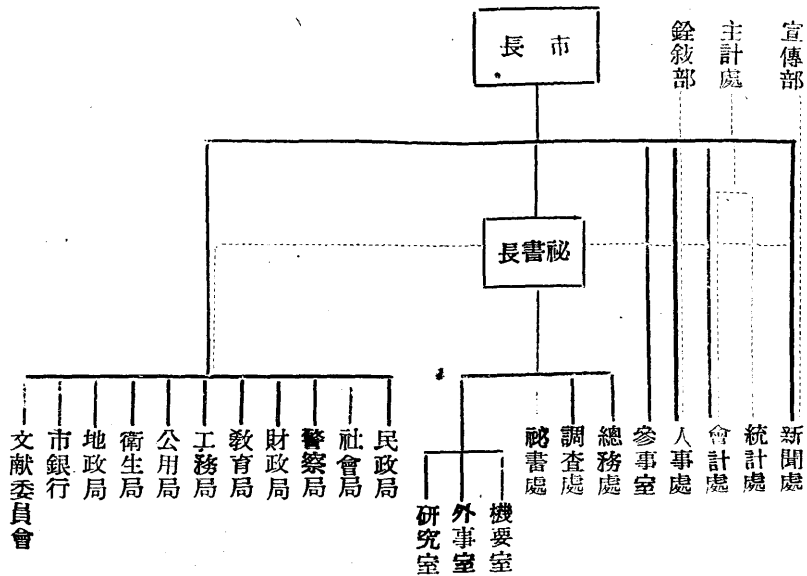 宣傳部
主計處
銓敍部
市長
祕書長
新聞處
統計處
會計處
人事處
參事室
總務處
調查處
祕書處
機要室
外事室
研究室
民政局
社會局
警察局
財政局
教育局
工務局
公用局
衛生局
地政局
市銀行
文献委員會